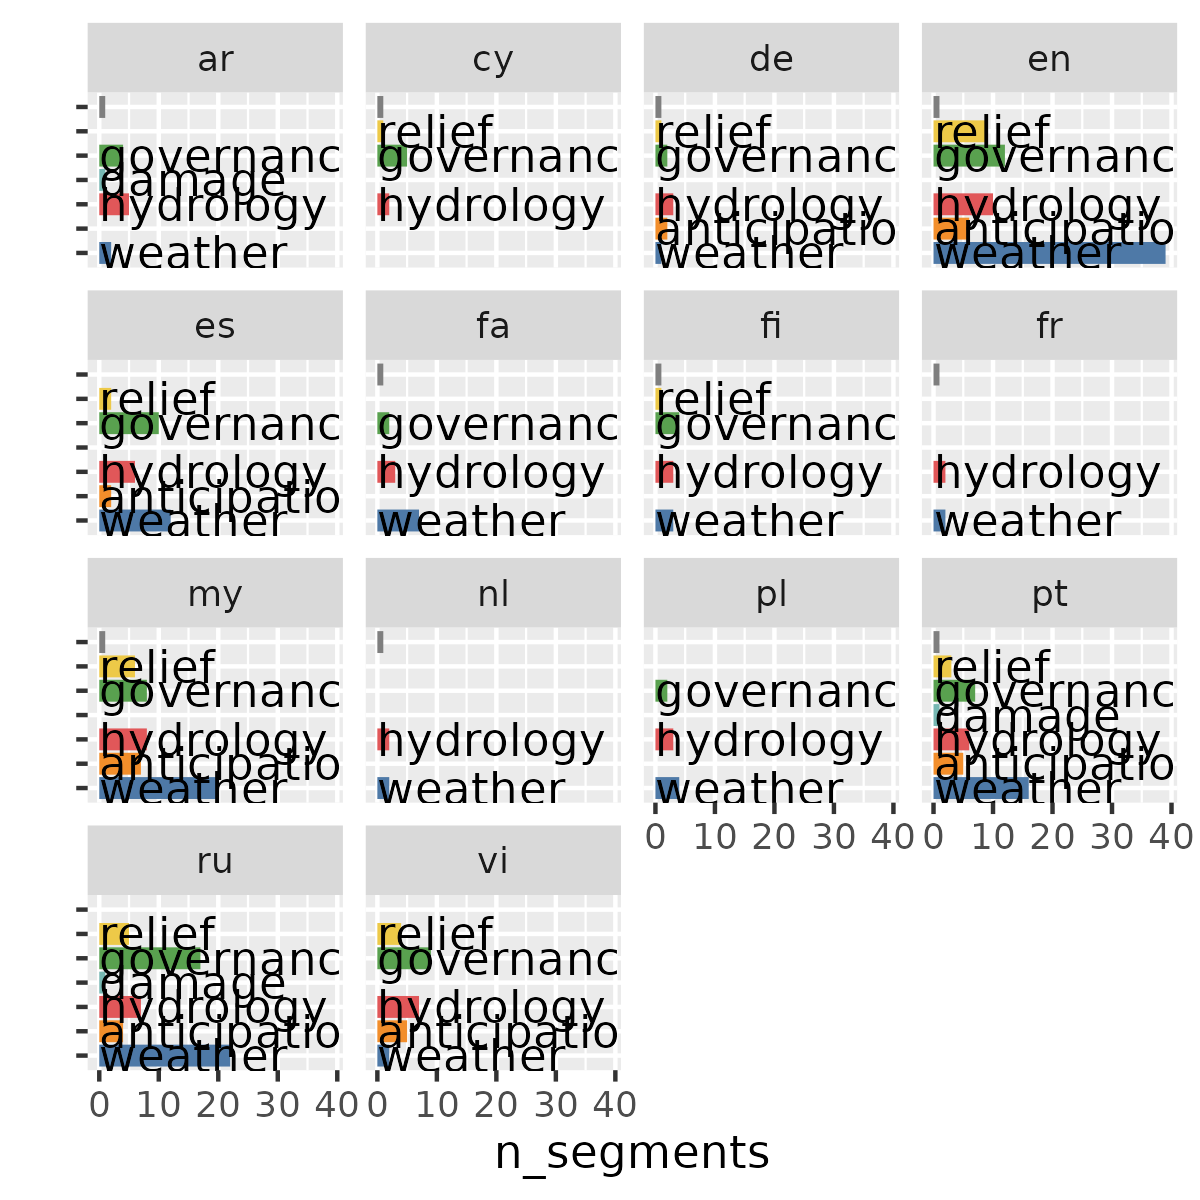 ar
cy
de
en
governanc
damage
hydrology
weather
relief
governanc
hydrology
relief
governanc
hydrology
anticipatio
weather
relief
governanc
hydrology
anticipatio
weather
es
fa
fi
fr
relief
governanc
hydrology
anticipatio
weather
governanc
hydrology
weather
relief
governanc
hydrology
weather
hydrology
weather
my
nl
pl
pt
relief
governanc
hydrology
anticipatio
weather
hydrology
weather
governanc
hydrology
weather
relief
governanc
damage
hydrology
anticipatio
weather
0 10 20 30 40
0 10 20 30 40
ru
vi
relief
governanc
damage
hydrology
anticipatio
weather
relief
governanc
hydrology
anticipatio
weather
0 10 20 30 40
0 10 20 30 40
n_segments